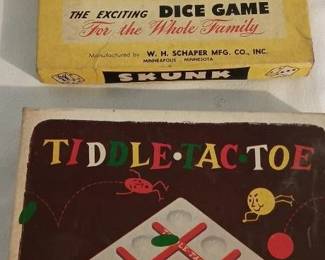 THE EXCITING DICE GAME
For the Whole Family
Manufactured by W. H. SCHAPER MFG. CO., INC.
MINNEAPOLIS - MINNESOTA
SKUNK
TIDDLE·TAC·TOE